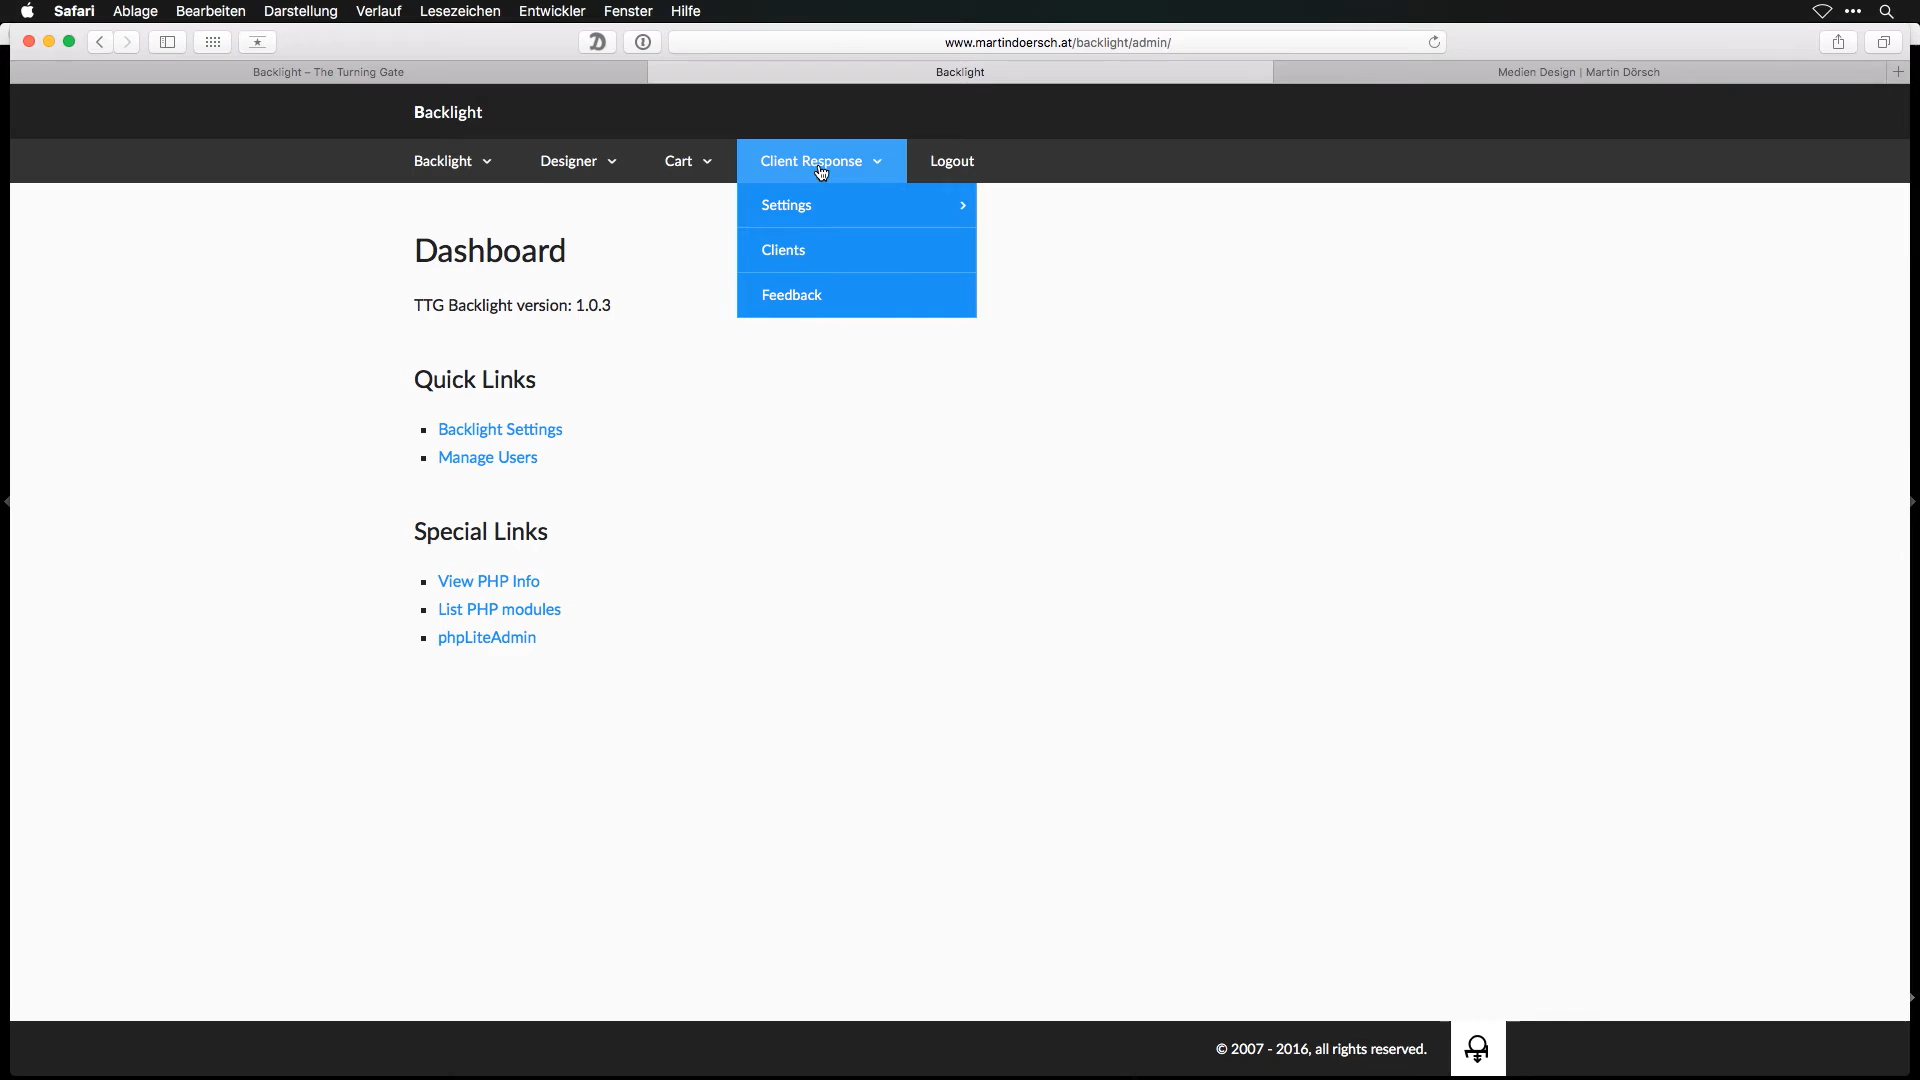 Safari Ablage Bearbeiten Darstellung Verlauf Lesezeichen Entwickler Fenster Hilfe
www.martindoersch.at/backlight/admin/
Backlight – The Turning Gate Backlight Medien Design | Martin Dörsch
Backlight
Backlight Designer Cart Client Response Logout
Settings
Clients
Feedback
Dashboard
TTG Backlight version: 1.0.3
Quick Links
Backlight Settings
Manage Users
Special Links
View PHP Info
List PHP modules
phpLiteAdmin
© 2007 - 2016, all rights reserved.